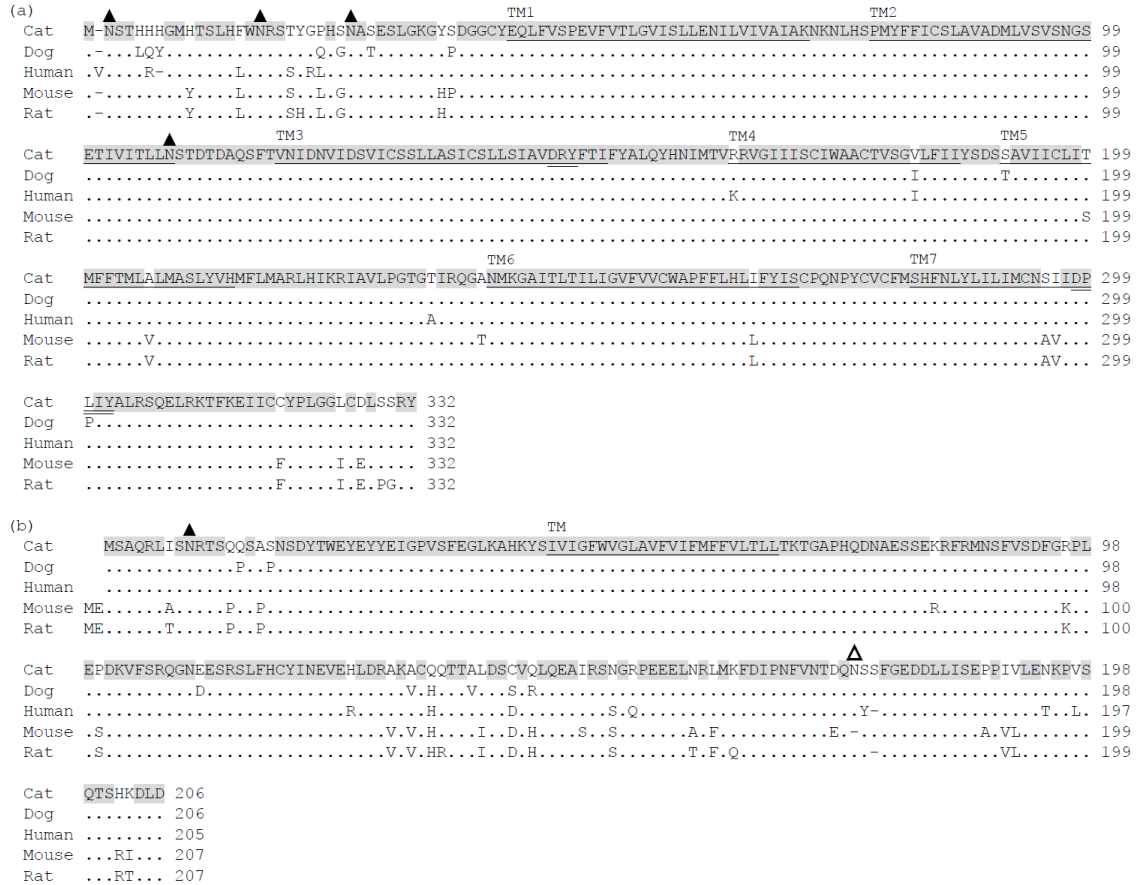 (a)
TM1 TM2
Cat M-NSTHHHGMHTSLHFWNRSTYGPHSNASESLGKGYSDGGCYEQLFVSPEVFVTLGVISLLENILVIVAIAKNKNLHSPMYFFICSLAVADMLVSVSNGS 99
Dog .-...LQY...............Q.G..T.......P............................................................... 99
Human .V....R-.......L....S.RL............................................................................ 99
Mouse .-........Y....L....S..L.G.........HP............................................................... 99
Rat .-........Y....L....SH.L.G.........H................................................................ 99
TM3 TM4 TM5
Cat ETIVITLLNSTDTDAQSFTVNIDNVIDSVICSSLLASICSLLSIAVDRYFTIFYALQYHNIMTVRRVGIIISCIWAACTVSGVLFIIYSDSSAVIICLIT 199
Dog ..................................................................................I........T........ 199
Human ................................................................K.................I................. 199
Mouse ...................................................................................................S 199
Rat .................................................................................................... 199
TM6 TM7
Cat MFFTMLALMASLYVHMFLMARLHIKRIAVLPGTGTIRQGANMKGAITLTILIGVFVVCWAPFFLHLIFYISCPQNPYCVCFMSHFNLYLILIMCNSIIDP 299
Dog .................................................................................................... 299
Human ..................................A................................................................. 299
Mouse ......V................................T..........................L............................AV... 299
Rat ......V...........................................................L............................AV... 299
Cat LIYALRSQELRKTFKEIICCYPLGGLCDLSSRY 332
Dog P................................ 332
Human ................................. 332
Mouse ...................F.....I.E..... 332
Rat ...................F.....I.E.PG.. 332
(b)
TM
Cat MSAQRLISNRTSQQSASNSDYTWEYEYYEIGPVSFEGLKAHKYSIVIGFWVGLAVFVIFMFFVLTLLTKTGAPHQDNAESSEKRFRMNSFVSDFGRPL 98
Dog .............P..P................................................................................. 98
Human .................................................................................................. 98
Mouse ME......A.....P..P..................................................................R............K.. 100
Rat ME......T.....P..P...............................................................................K.. 100
Cat EPDKVFSRQGNEESRSLFHCYINEVEHLDRAKACQQTTALDSCVQLQEAIRSNGRPEEELNRLMKFDIPNFVNTDQNSSFGEDDLLISEPPIVLENKPVS 198
Dog ...........D....................V.H...V...S.R....................................................... 198
Human ..........................R.......H.......D.........S.Q......................Y-................T..L. 197
Mouse .S............................V.V.H....I..D.H....S..S.......A.F...........E.-............A.VL....... 199
Rat .S............................V.V.HR...I..D.H.......S.......T.F.Q.............-............VL....... 199
Cat QTSHKDLD 206
Dog ........ 206
Human ........ 205
Mouse ...RI... 207
Rat ...RT... 207